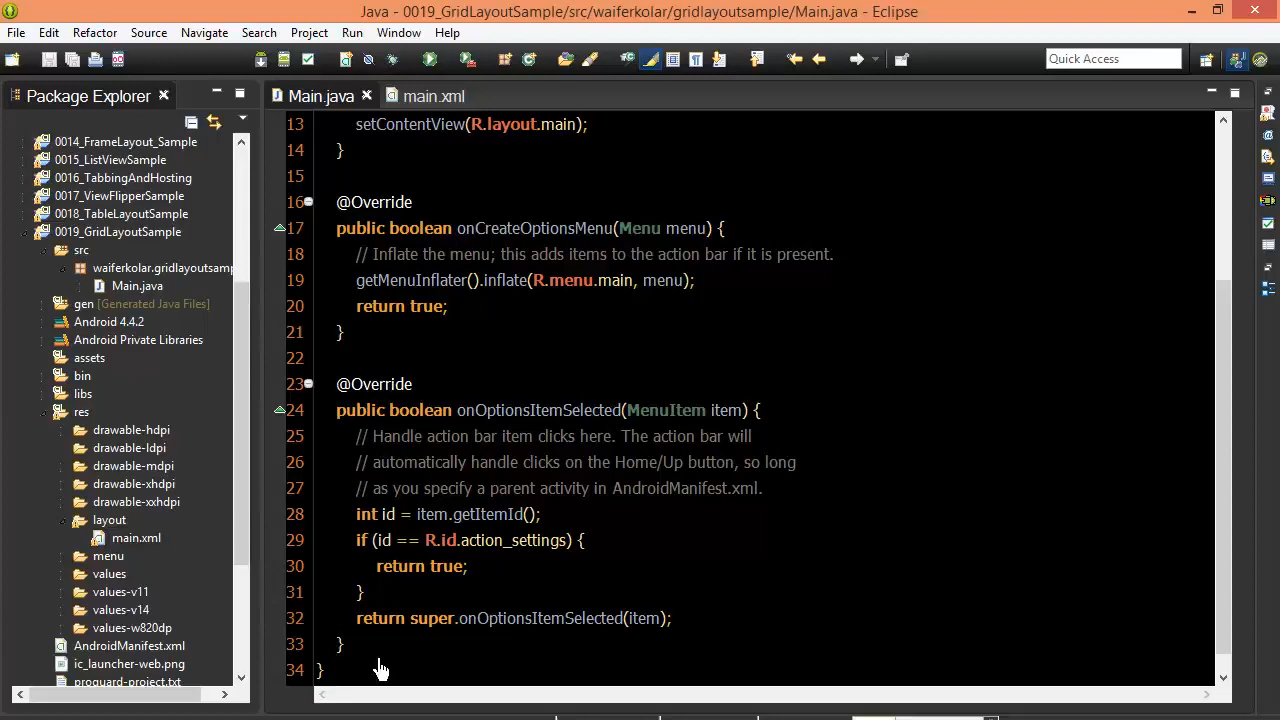 Java - 0019_GridLayoutSample/src/waiferkolar/gridlayoutsample/Main.java - Eclipse
File Edit Refactor Source Navigate Search Project Run Window Help
Quick Access
Package Explorer
0014_FrameLayout_Sample
0015_ListViewSample
0016_TabbingAndHosting
0017_ViewFlipperSample
0018_TableLayoutSample
0019_GridLayoutSample
src
waiferkolar.gridlayoutsamp
Main.java
gen [Generated Java Files]
Android 4.4.2
Android Private Libraries
assets
bin
libs
res
drawable-hdpi
drawable-ldpi
drawable-mdpi
drawable-xhdpi
drawable-xxhdpi
layout
main.xml
menu
values
values-v11
values-v14
values-w820dp
AndroidManifest.xml
ic_launcher-web.png
proguard-project.txt
Main.java main.xml
13 setContentView(R.layout.main);
14 }
15
16 @Override
17 public boolean onCreateOptionsMenu(Menu menu) {
18 // Inflate the menu; this adds items to the action bar if it is present.
19 getMenuInflater().inflate(R.menu.main, menu);
20 return true;
21 }
22
23 @Override
24 public boolean onOptionsItemSelected(MenuItem item) {
25 // Handle action bar item clicks here. The action bar will
26 // automatically handle clicks on the Home/Up button, so long
27 // as you specify a parent activity in AndroidManifest.xml.
28 int id = item.getItemId();
29 if (id == R.id.action_settings) {
30 return true;
31 }
32 return super.onOptionsItemSelected(item);
33 }
34 }